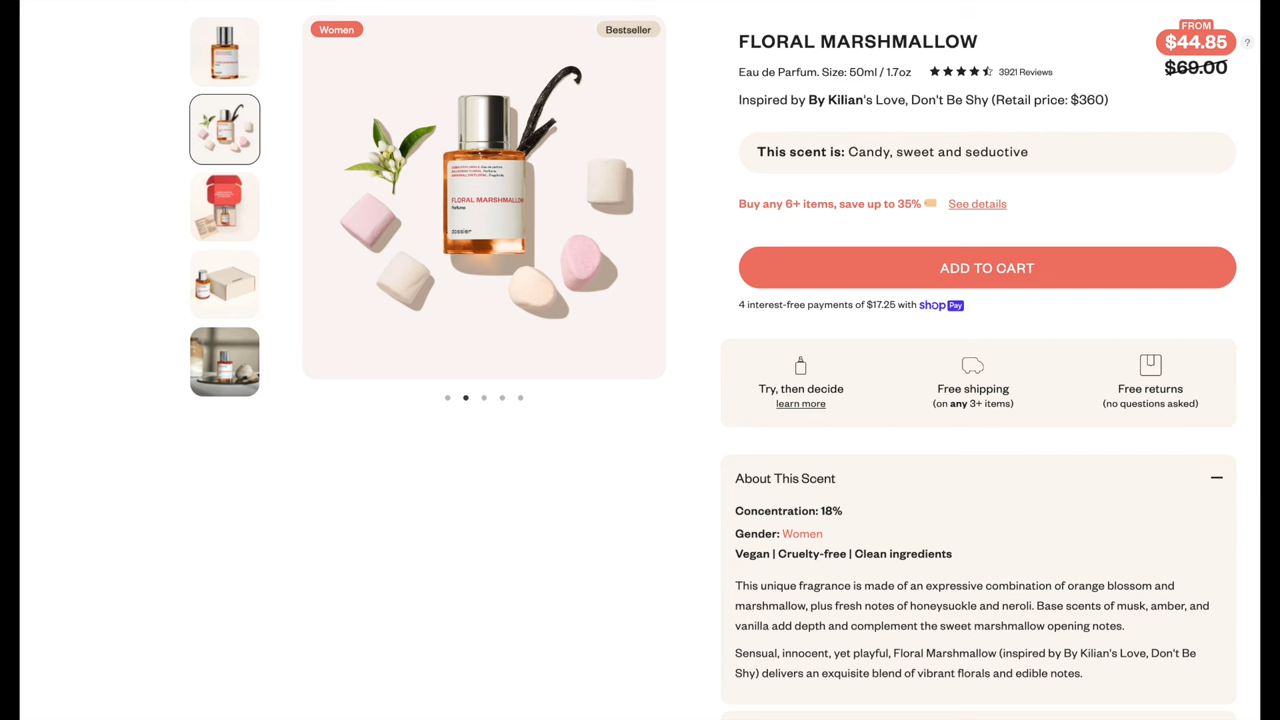 Women
Bestseller
FLORAL MARSHMALLOW
Perfume
dossier
FLORAL MARSHMALLOW
FROM
$44.85
?
$69.00
Eau de Parfum. Size: 50ml / 1.7oz
3921 Reviews
Inspired by By Kilian's Love, Don't Be Shy (Retail price: $360)
This scent is: Candy, sweet and seductive
Buy any 6+ items, save up to 35% See details
ADD TO CART
4 interest-free payments of $17.25 with shop Pay
Try, then decide
learn more
Free shipping
(on any 3+ items)
Free returns
(no questions asked)
About This Scent
Concentration: 18%
Gender: Women
Vegan | Cruelty-free | Clean ingredients
This unique fragrance is made of an expressive combination of orange blossom and
marshmallow, plus fresh notes of honeysuckle and neroli. Base scents of musk, amber, and
vanilla add depth and complement the sweet marshmallow opening notes.
Sensual, innocent, yet playful, Floral Marshmallow (inspired by By Kilian's Love, Don't Be
Shy) delivers an exquisite blend of vibrant florals and edible notes.